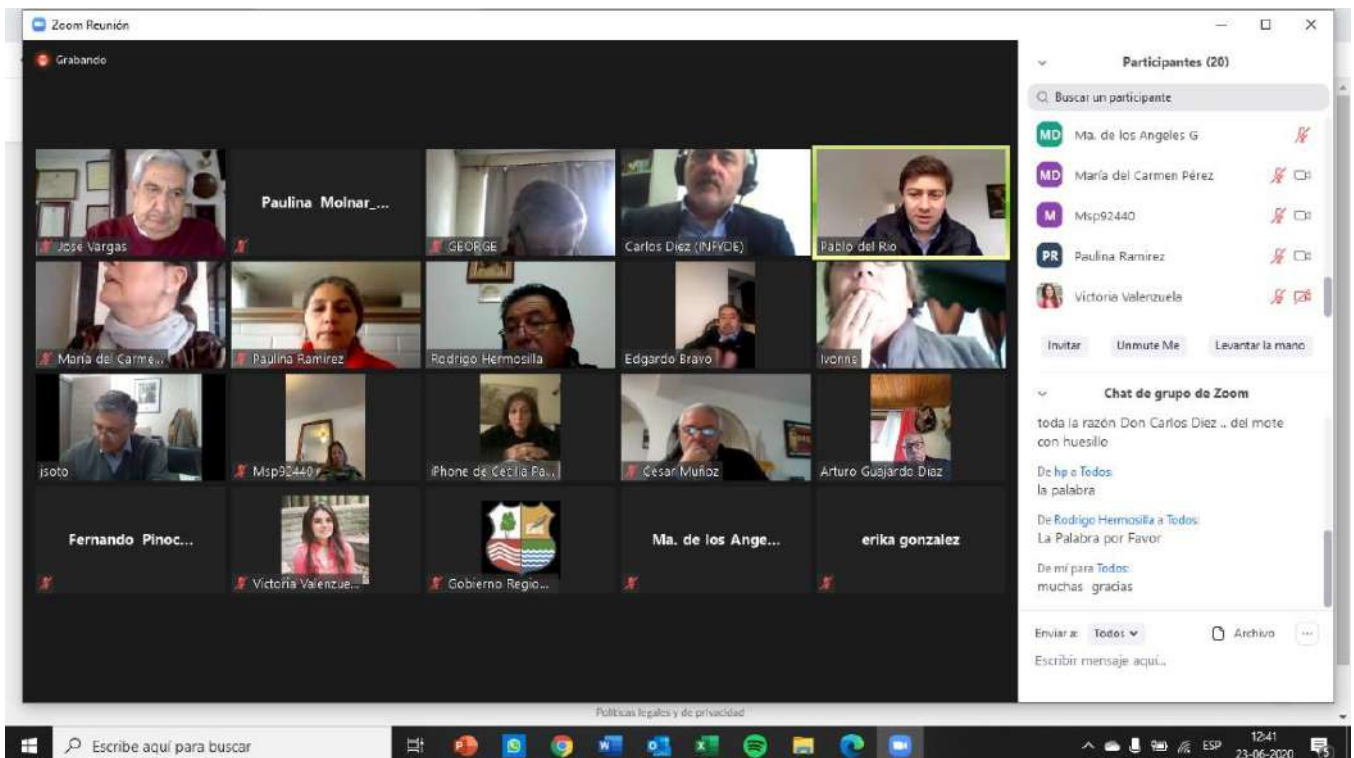 Zoom Reunión
Grabando
Jose Vargas
Paulina Molnar_...
GEORGE
Carlos Diez (INFYDE)
Pablo del Rio
María del Carme...
Paulina Ramirez
Rodrigo Hermosilla
Edgardo Bravo
Ivonne
jsoto
Msp92440
iPhone de Cecilia Pa...
Cesar Muñoz
Arturo Guajardo Diaz
Fernando Pinoc...
Victoria Valenzue...
Gobierno Regio...
Ma. de los Ange...
erika gonzalez
Participantes (20)
Buscar un participante
MD Ma. de los Angeles G
MD María del Carmen Pérez
M Msp92440
PR Paulina Ramirez
Victoria Valenzuela
Invitar Unmute Me Levantar la mano
Chat de grupo de Zoom
toda la razón Don Carlos Diez .. del mote
con huesillo
De hp a Todos:
la palabra
De Rodrigo Hermosilla a Todos:
La Palabra por Favor
De mí para Todos:
muchas gracias
Enviar a: Todos Archivo ...
Escribir mensaje aquí...
Políticas legales y de privacidad
Escribe aquí para buscar
ESP
12:41
23-06-2020
5